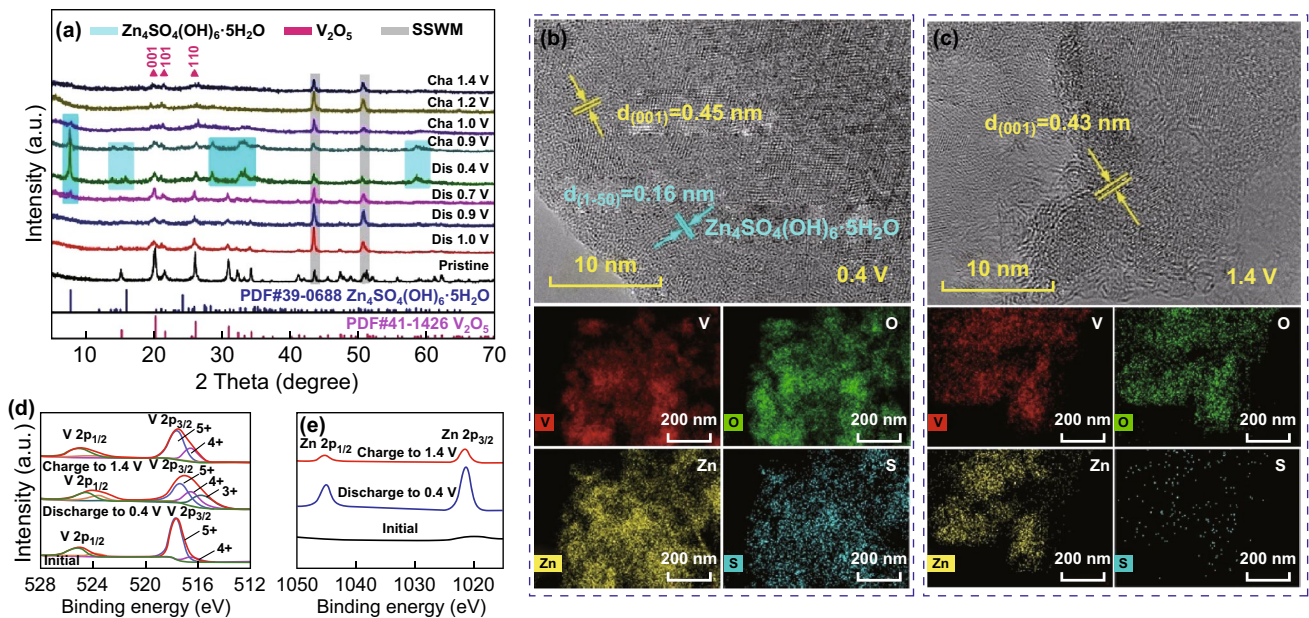 (a)
Zn₄SO₄(OH)₆·5H₂O
V₂O₅
SSWM
001
101
110
Cha 1.4 V
Cha 1.2 V
Cha 1.0 V
Cha 0.9 V
Dis 0.4 V
Dis 0.7 V
Dis 0.9 V
Dis 1.0 V
Pristine
PDF#39-0688 Zn₄SO₄(OH)₆·5H₂O
PDF#41-1426 V₂O₅
10 20 30 40 50 60 70
2 Theta (degree)
Intensity (a.u.)
(b)
d(001)=0.45 nm
d(1-50)=0.16 nm
Zn₄SO₄(OH)₆·5H₂O
10 nm
0.4 V
V
V
200 nm
O
O
200 nm
Zn
Zn
200 nm
S
S
200 nm
(c)
d(001)=0.43 nm
10 nm
1.4 V
V
V
200 nm
O
O
200 nm
Zn
Zn
200 nm
S
S
200 nm
(d)
V 2p1/2
V 2p3/2
5+
4+
Charge to 1.4 V
V 2p3/2
V 2p1/2
5+
4+
3+
Discharge to 0.4 V
V 2p3/2
V 2p1/2
5+
4+
Initial
528 524 520 516 512
Binding energy (eV)
Intensity (a.u.)
(e)
Zn 2p1/2
Zn 2p3/2
Charge to 1.4 V
Discharge to 0.4 V
Initial
1050 1040 1030 1020
Binding energy (eV)